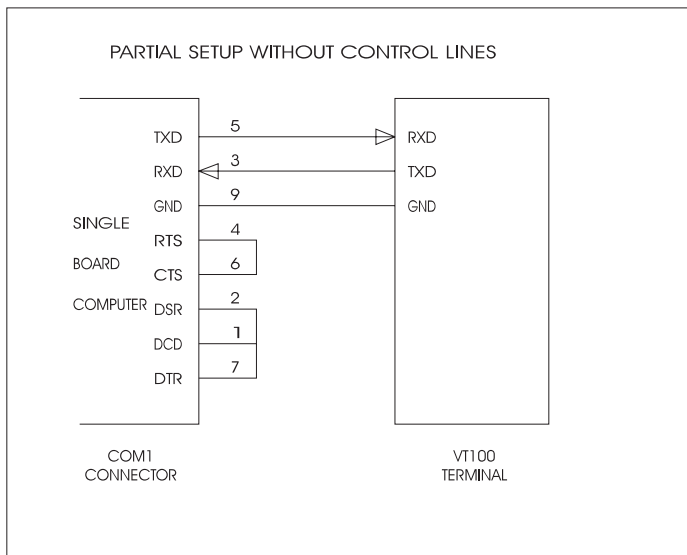 PARTIAL SETUP WITHOUT CONTROL LINES
TXD 5 RXD
RXD 3 TXD
GND 9 GND
SINGLE
RTS 4
BOARD
CTS 6
COMPUTER DSR 2
DCD 1
DTR 7
COM1
CONNECTOR
VT100
TERMINAL